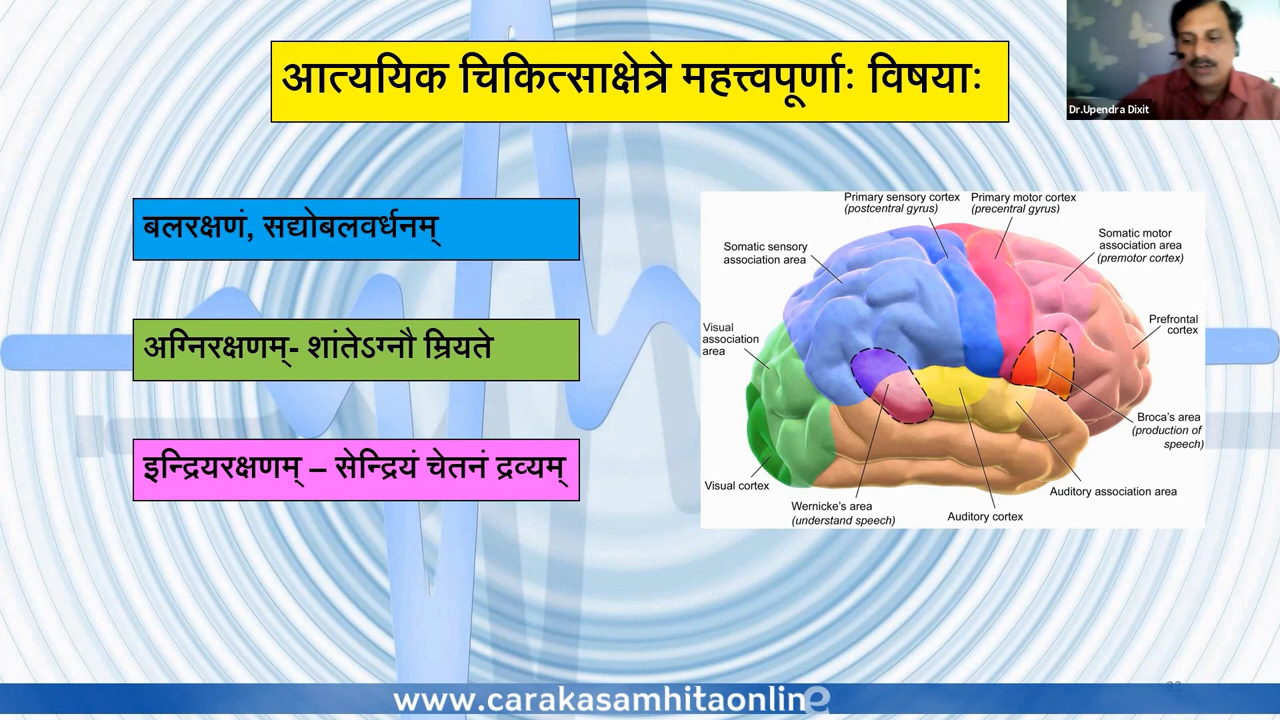 आत्ययिक चिकित्साक्षेत्रे महत्त्वपूर्णाः विषयाः
Dr.Upendra Dixit
बलरक्षणं, सद्योबलवर्धनम्
अग्निरक्षणम्- शांतेऽग्नौ म्रियते
इन्द्रियरक्षणम् – सेन्द्रियं चेतनं द्रव्यम्
Primary sensory cortex
(postcentral gyrus)
Primary motor cortex
(precentral gyrus)
Somatic sensory
association area
Somatic motor
association area
(premotor cortex)
Visual
association
area
Prefrontal
cortex
Broca's area
(production of
speech)
Visual cortex
Wernicke's area
(understand speech)
Auditory cortex
Auditory association area
www.carakasamhitaonline